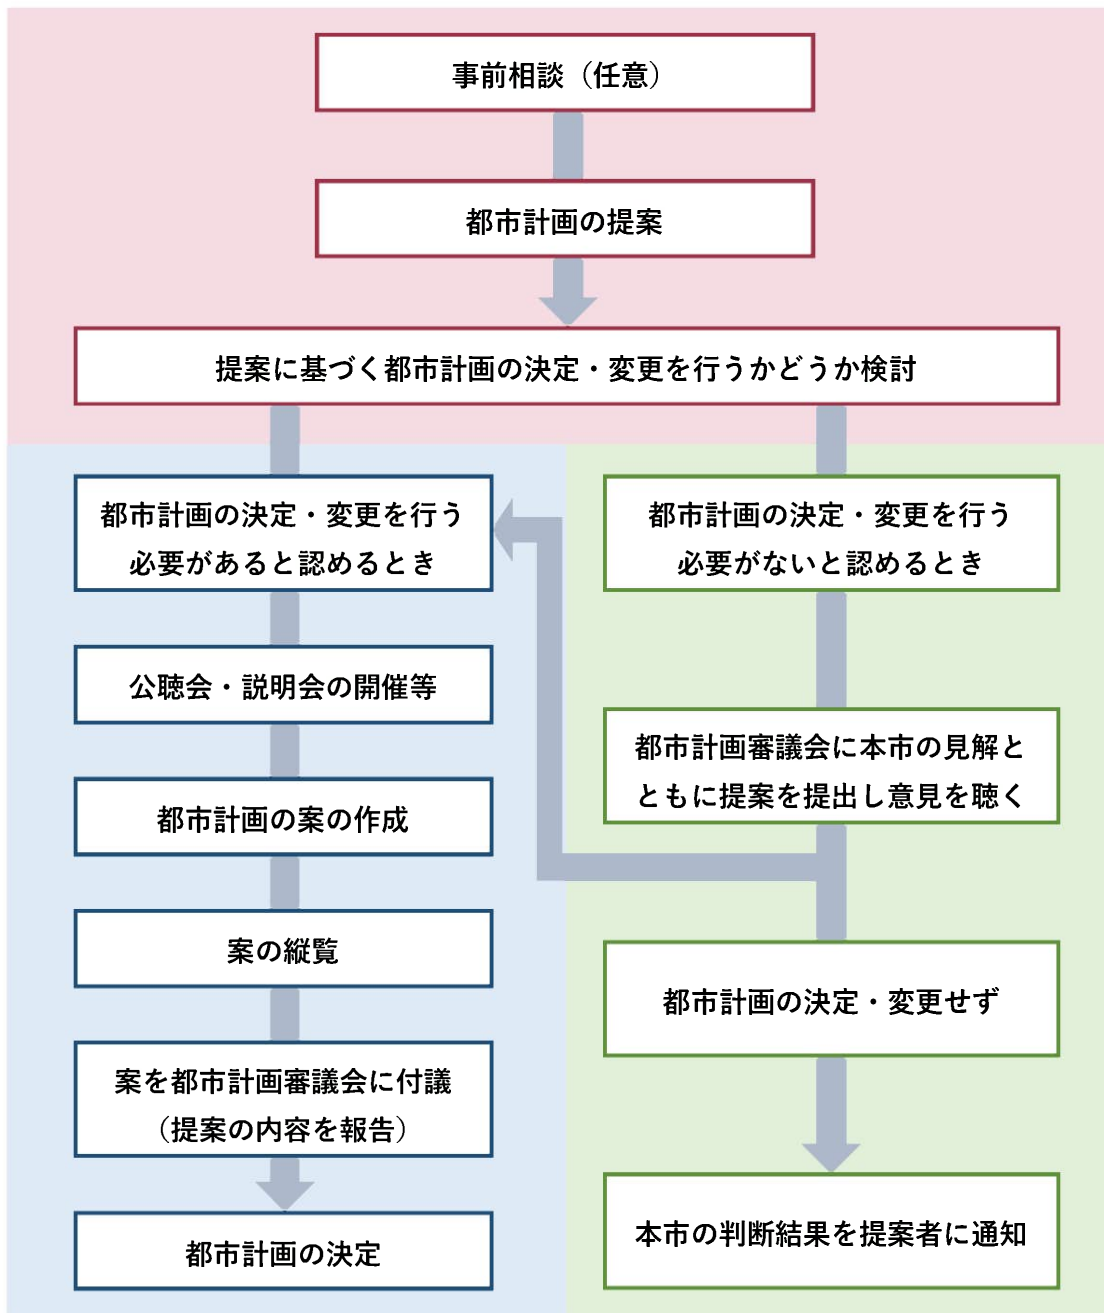 事前相談（任意）
都市計画の提案
提案に基づく都市計画の決定・変更を行うかどうか検討
都市計画の決定・変更を行う
必要があると認めるとき
公聴会・説明会の開催等
都市計画の案の作成
案の縦覧
案を都市計画審議会に付議
（提案の内容を報告）
都市計画の決定
都市計画の決定・変更を行う
必要がないと認めるとき
都市計画審議会に本市の見解と
ともに提案を提出し意見を聴く
都市計画の決定・変更せず
本市の判断結果を提案者に通知